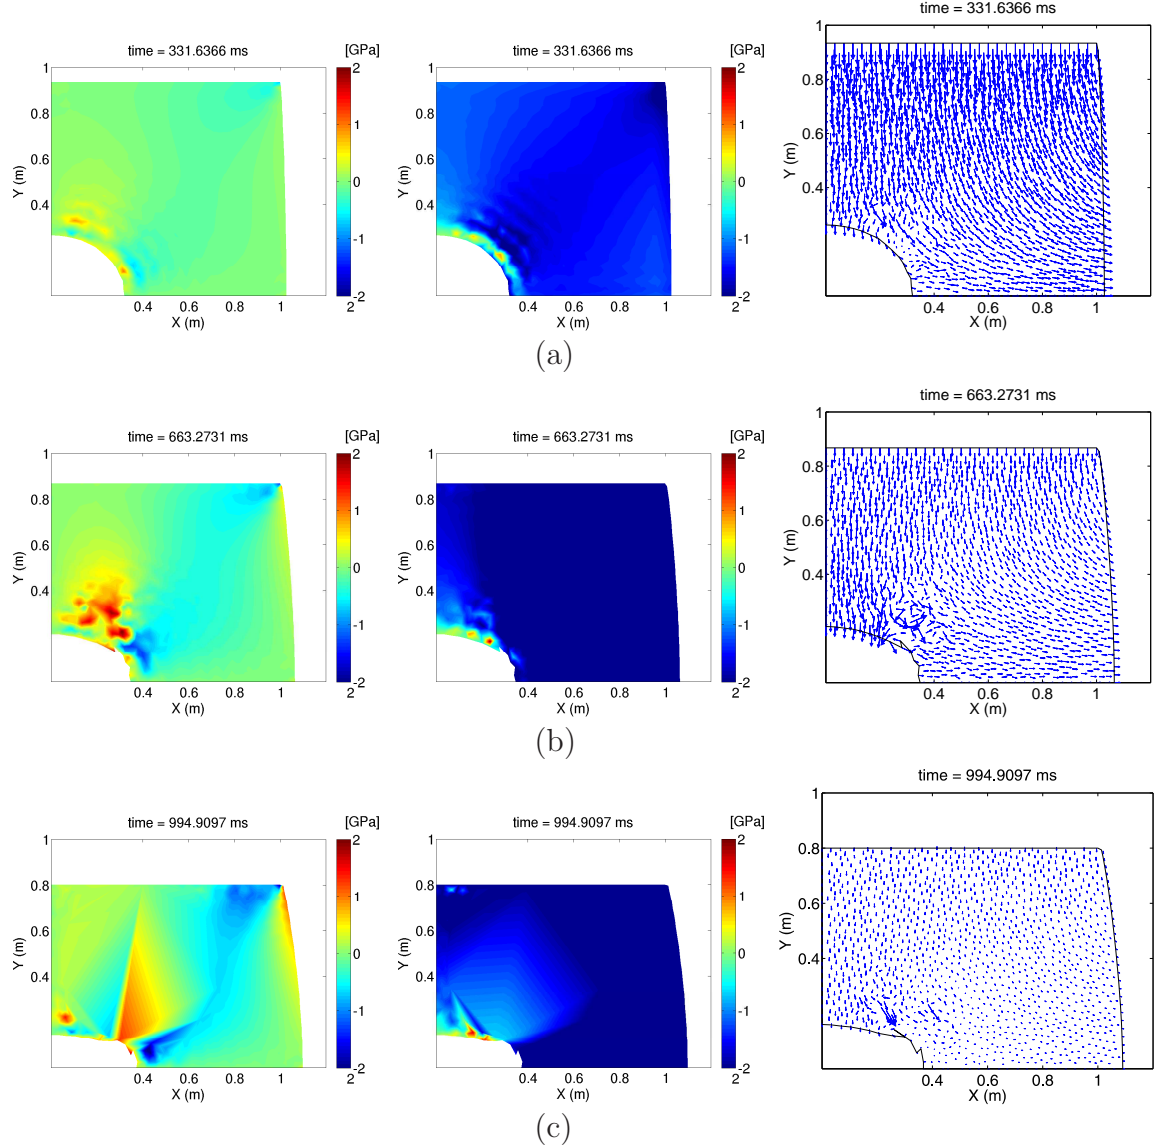 time = 331.6366 ms [GPa]
1
0.8
0.6
0.4
Y (m)
0.4 0.6 0.8 1
X (m)
2
1
0
-1
-2
2
time = 331.6366 ms [GPa]
1
0.8
0.6
0.4
Y (m)
0.4 0.6 0.8 1
X (m)
2
1
0
-1
-2
2
time = 331.6366 ms
1
0.8
0.6
0.4
Y (m)
0.4 0.6 0.8 1
X (m)
(a)
time = 663.2731 ms [GPa]
1
0.8
0.6
0.4
Y (m)
0.4 0.6 0.8 1
X (m)
2
1
0
-1
-2
2
time = 663.2731 ms [GPa]
1
0.8
0.6
0.4
Y (m)
0.4 0.6 0.8 1
X (m)
2
1
0
-1
-2
2
time = 663.2731 ms
1
0.8
0.6
0.4
Y (m)
0.4 0.6 0.8 1
X (m)
(b)
time = 994.9097 ms [GPa]
1
0.8
0.6
0.4
Y (m)
0.4 0.6 0.8 1
X (m)
2
1
0
-1
-2
2
time = 994.9097 ms [GPa]
1
0.8
0.6
0.4
Y (m)
0.4 0.6 0.8 1
X (m)
2
1
0
-1
-2
2
time = 994.9097 ms
1
0.8
0.6
0.4
Y (m)
0.4 0.6 0.8 1
X (m)
(c)